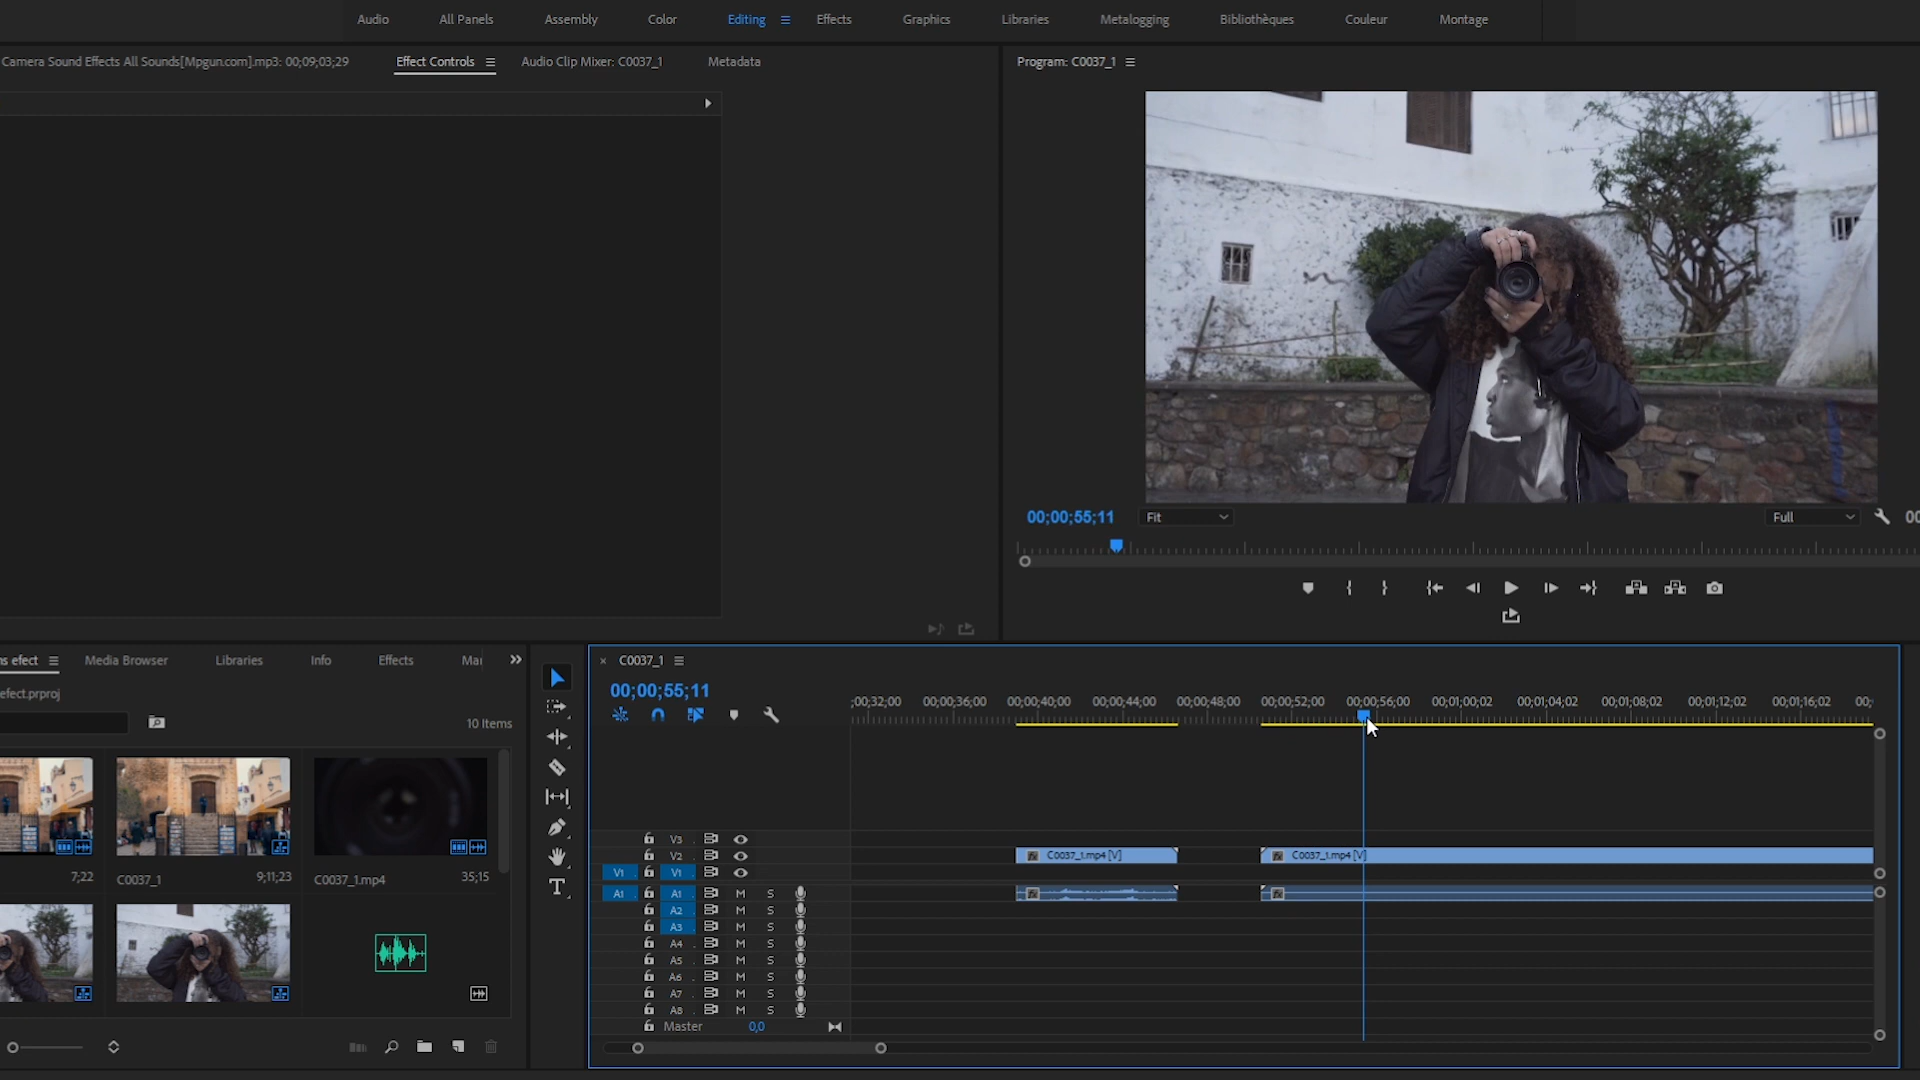 Audio All Panels Assembly Color Editing Effects Graphics Libraries Metalogging Bibliothèques Couleur Montage
Camera Sound Effects All Sounds[Mpgun.com].mp3: 00;09;03;29 Effect Controls Audio Clip Mixer: C0037_1 Metadata
Program: C0037_1
00;00;55;11 Fit Full 00
efect Media Browser Libraries Info Effects Mar
efect.prproj
10 Items
7;22
C0037_1 9;11;23
C0037_1.mp4 35;15
× C0037_1
00;00;55;11
;00;32;00 00;00;36;00 00;00;40;00 00;00;44;00 00;00;48;00 00;00;52;00 00;00;56;00 00;01;00;02 00;01;04;02 00;01;08;02 00;01;12;02 00;01;16;02 00;
V3
V2 C0037_1.mp4 [V] C0037_1.mp4 [V]
V1 V1
A1 A1 M S
A2 M S
A3 M S
A4 M S
A5 M S
A6 M S
A7 M S
A8 M S
Master 0,0